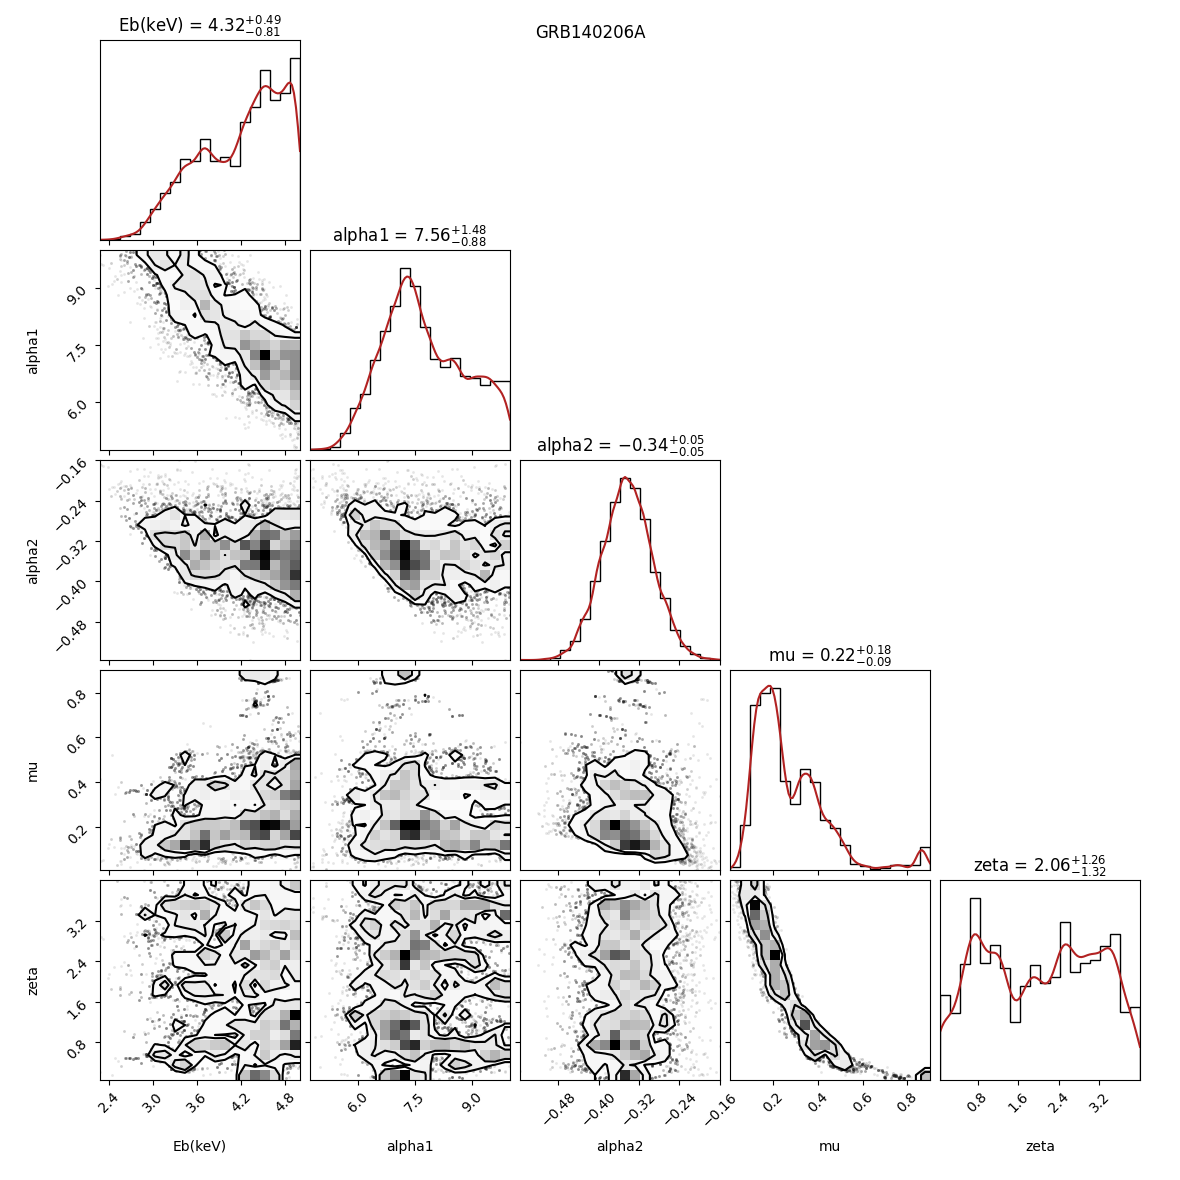 GRB140206A
Eb(keV) = 4.32+0.49−0.81
alpha1 = 7.56+1.48−0.88
9.0
7.5
6.0
alpha1
alpha2 = −0.34+0.05−0.05
−0.16
−0.24
−0.32
−0.40
−0.48
alpha2
mu = 0.22+0.18−0.09
0.8
0.6
0.4
0.2
mu
zeta = 2.06+1.26−1.32
3.2
2.4
1.6
0.8
zeta
2.4 3.0 3.6 4.2 4.8 6.0 7.5 9.0 −0.48 −0.40 −0.32 −0.24 −0.16 0.2 0.4 0.6 0.8 0.8 1.6 2.4 3.2
Eb(keV) alpha1 alpha2 mu zeta